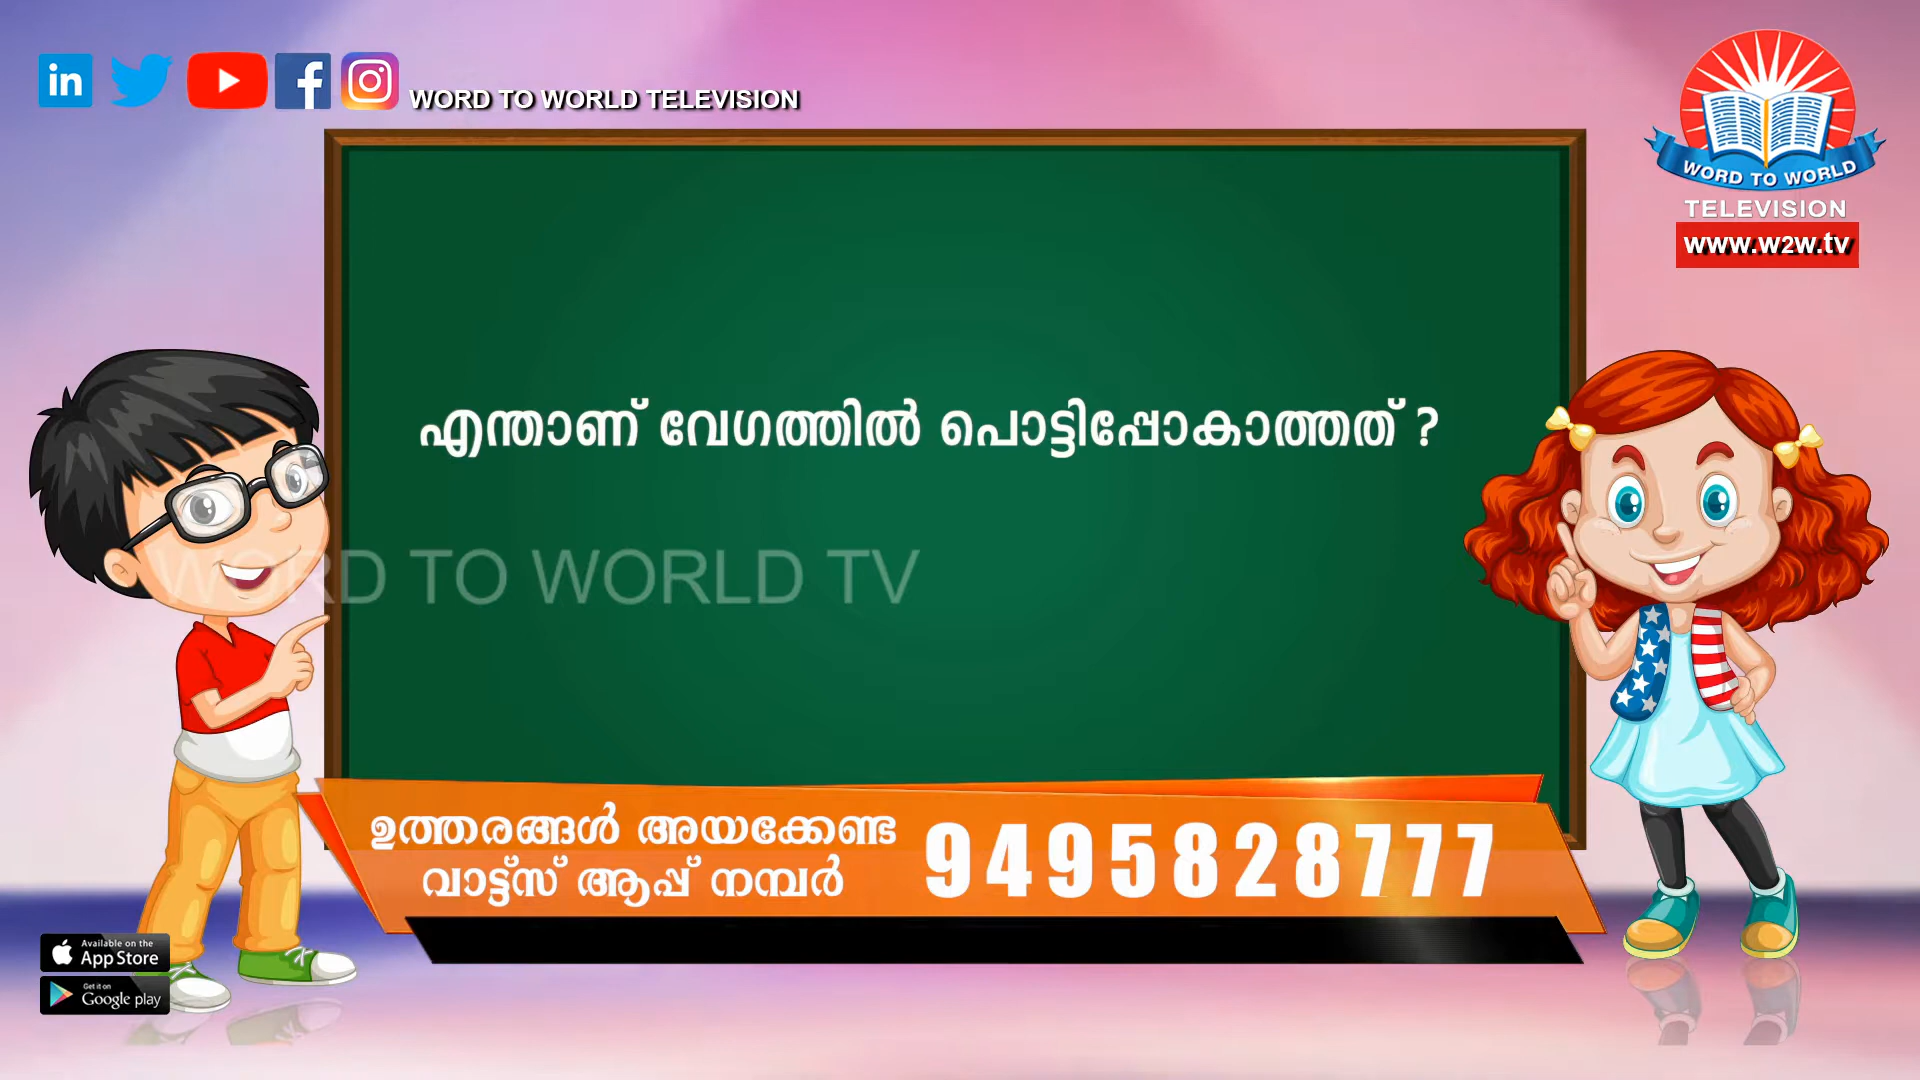 in
f
WORD TO WORLD TELEVISION
WORD TO WORLD
TELEVISION
www.w2w.tv
എന്താണ് വേഗത്തിൽ പൊട്ടിപ്പോകാത്തത് ?
WORD TO WORLD TV
ഉത്തരങ്ങൾ അയക്കേണ്ട
വാട്ട്സ് ആപ്പ് നമ്പർ
9495828777
Available on the
App Store
Get it on
Google play